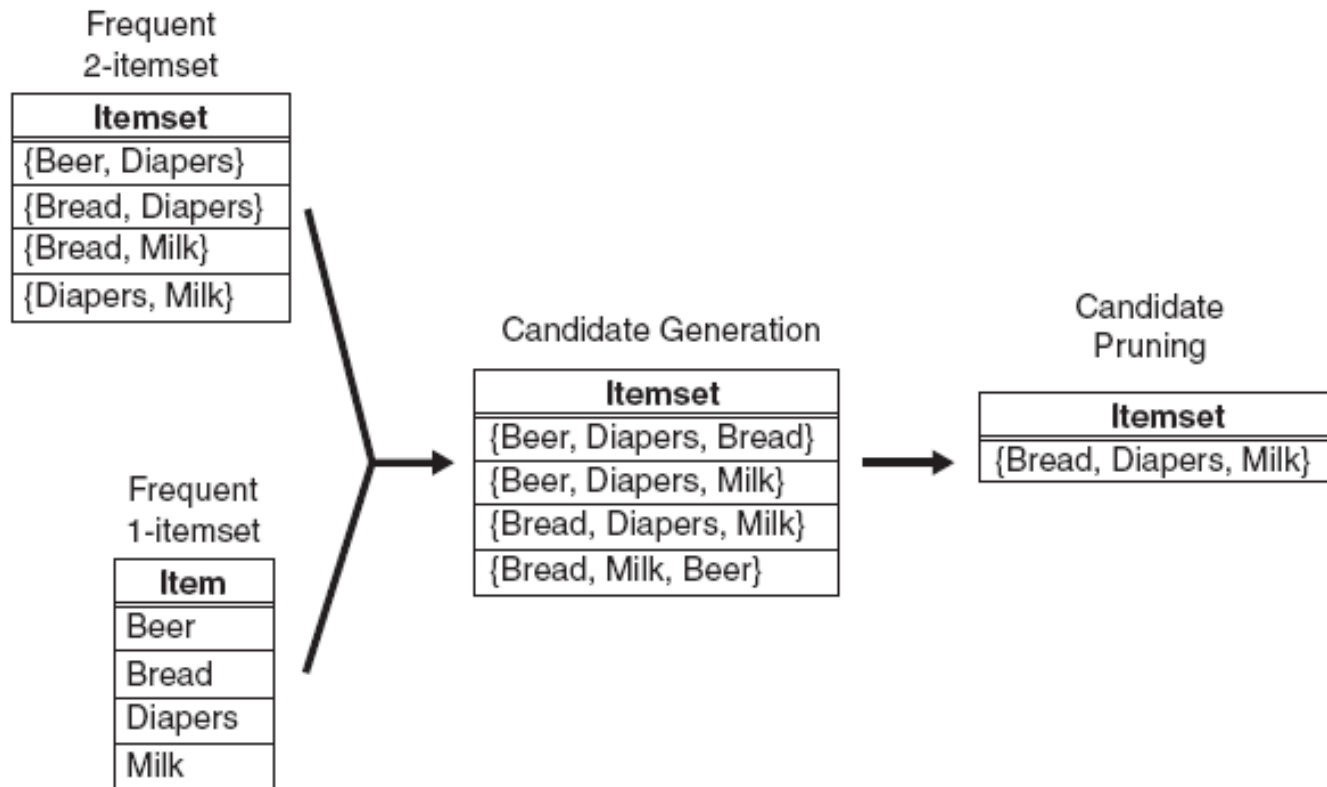 Frequent
2-itemset
Itemset
{Beer, Diapers}
{Bread, Diapers}
{Bread, Milk}
{Diapers, Milk}
Frequent
1-itemset
Item
Beer
Bread
Diapers
Milk
Candidate Generation
Itemset
{Beer, Diapers, Bread}
{Beer, Diapers, Milk}
{Bread, Diapers, Milk}
{Bread, Milk, Beer}
Candidate
Pruning
Itemset
{Bread, Diapers, Milk}